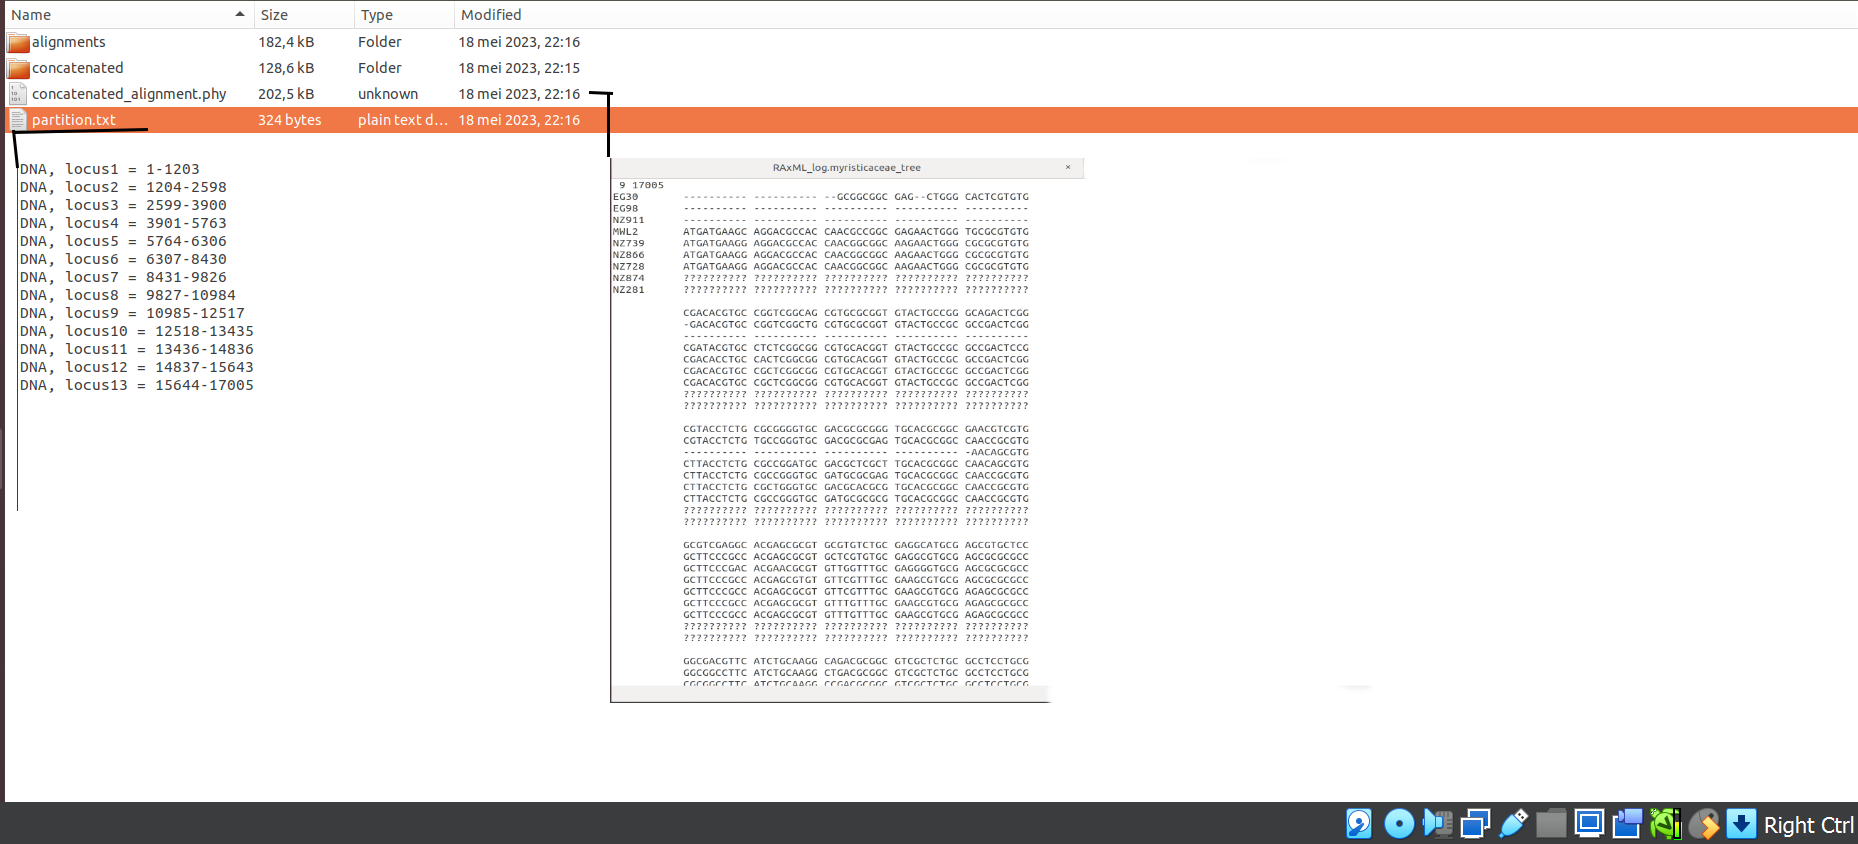 Name Size Type Modified
alignments 182,4 kB Folder 18 mei 2023, 22:16
concatenated 128,6 kB Folder 18 mei 2023, 22:15
concatenated_alignment.phy 202,5 kB unknown 18 mei 2023, 22:16
partition.txt 324 bytes plain text d... 18 mei 2023, 22:16
DNA, locus1 = 1-1203
DNA, locus2 = 1204-2598
DNA, locus3 = 2599-3900
DNA, locus4 = 3901-5763
DNA, locus5 = 5764-6306
DNA, locus6 = 6307-8430
DNA, locus7 = 8431-9826
DNA, locus8 = 9827-10984
DNA, locus9 = 10985-12517
DNA, locus10 = 12518-13435
DNA, locus11 = 13436-14836
DNA, locus12 = 14837-15643
DNA, locus13 = 15644-17005
RAxML_log.myristicaceae_tree ×
9 17005
EG30 ---------- ---------- --GCGGCGGC GAG--CTGGG CACTCGTGTG
EG98 ---------- ---------- ---------- ---------- ----------
NZ911 ---------- ---------- ---------- ---------- ----------
MWL2 ATGATGAAGC AGGACGCCAC CAACGCCGGC GAGAACTGGG TGCGCGTGTG
NZ739 ATGATGAAGG AGGACGCCAC CAACGGCGGC AAGAACTGGG CGCGCGTGTG
NZ866 ATGATGAAGG AGGACGCCAC CAACGGCGGC AAGAACTGGG CGCGCGTGTG
NZ728 ATGATGAAGG AGGACGCCAC CAACGGCGGC AAGAACTGGG CGCGCGTGTG
NZ874 ?????????? ?????????? ?????????? ?????????? ??????????
NZ281 ?????????? ?????????? ?????????? ?????????? ??????????
CGACACGTGC CGGTCGGCAG CGTGCGCGGT GTACTGCCGG GCAGACTCGG
-GACACGTGC CGGTCGGCTG CGTGCGCGGT GTACTGCCGC GCCGACTCGG
---------- ---------- ---------- ---------- ----------
CGATACGTGC CTCTCGGCGG CGTGCACGGT GTACTGCCGC GCCGACTCCG
CGACACCTGC CACTCGGCGG CGTGCACGGT GTACTGCCGC GCCGACTCGG
CGACACGTGC CGCTCGGCGG CGTGCACGGT GTACTGCCGC GCCGACTCGG
CGACACGTGC CGCTCGGCGG CGTGCACGGT GTACTGCCGC GCCGACTCGG
?????????? ?????????? ?????????? ?????????? ??????????
?????????? ?????????? ?????????? ?????????? ??????????
CGTACCTCTG CGCGGGGTGC GACGCGCGGG TGCACGCGGC GAACGTCGTG
CGTACCTCTG TGCCGGGTGC GACGCGCGAG TGCACGCGGC CAACCGCGTG
---------- ---------- ---------- ---------- -AACAGCGTG
CTTACCTCTG CGCCGGATGC GACGCTCGCT TGCACGCGGC CAACAGCGTG
CTTACCTCTG CGCCGGGTGC GATGCGCGAG TGCACGCGGC CAACCGCGTG
CTTACCTCTG CGCTGGGTGC GACGCACGCG TGCACGCGGC CAACCGCGTG
CTTACCTCTG CGCCGGGTGC GATGCGCGCG TGCACGCGGC CAACCGCGTG
?????????? ?????????? ?????????? ?????????? ??????????
?????????? ?????????? ?????????? ?????????? ??????????
GCGTCGAGGC ACGAGCGCGT GCGTGTCTGC GAGGCATGCG AGCGTGCTCC
GCTTCCCGCC ACGAGCGCGT GCTCGTGTGC GAGGCGTGCG AGCGCGCGCC
GCTTCCCGAC ACGAACGCGT GTTGGTTTGC GAGGGGTGCG AGCGCGCGCC
GCTTCCCGCC ACGAGCGTGT GTTCGTTTGC GAAGCGTGCG AGCGCGCGCC
GCTTCCCGCC ACGAGCGCGT GTTCGTTTGC GAAGCGTGCG AGAGCGCGCC
GCTTCCCGCC ACGAGCGCGT GTTTGTTTGC GAAGCGTGCG AGAGCGCGCC
GCTTCCCGCC ACGAGCGCGT GTTTGTTTGC GAAGCGTGCG AGAGCGCGCC
?????????? ?????????? ?????????? ?????????? ??????????
?????????? ?????????? ?????????? ?????????? ??????????
GGCGACGTTC ATCTGCAAGG CAGACGCGGC GTCGCTCTGC GCCTCCTGCG
GGCGGCCTTC ATCTGCAAGG CTGACGCGGC GTCGCTCTGC GCCTCCTGCG
CGCGGCCTTC ATCTGCAAGG CCGACGCGGC GTCGCTCTGC GCCTCCTGCG
Right Ctrl